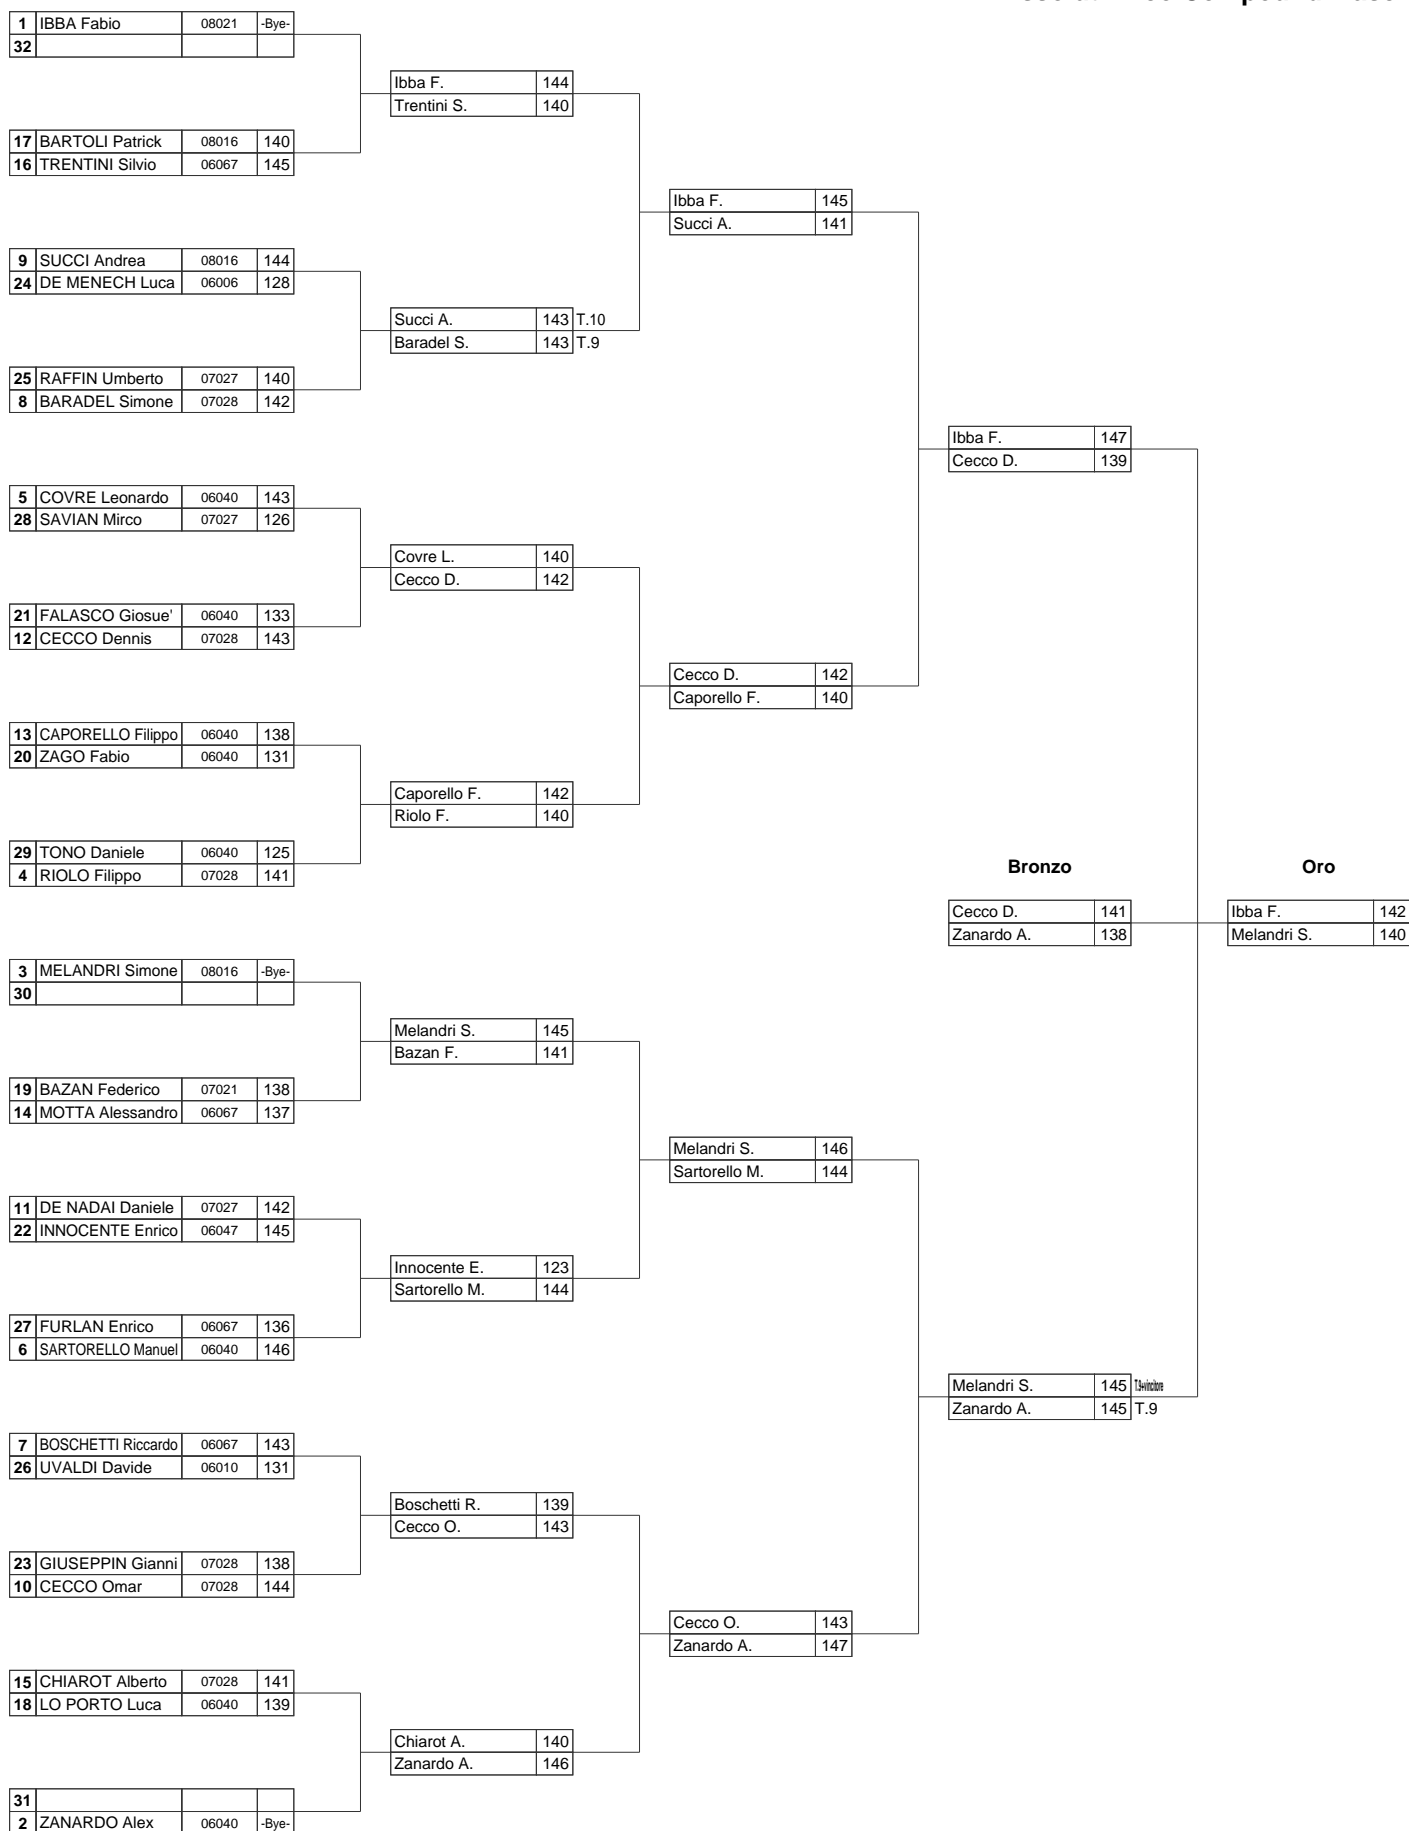 1 IBBA Fabio 08021 -Bye-
32
Ibba F. 144
Trentini S. 140
17 BARTOLI Patrick 08016 140
16 TRENTINI Silvio 06067 145
Ibba F. 145
Succi A. 141
9 SUCCI Andrea 08016 144
24 DE MENECH Luca 06006 128
Succi A. 143 T.10
Baradel S. 143 T.9
25 RAFFIN Umberto 07027 140
8 BARADEL Simone 07028 142
Ibba F. 147
Cecco D. 139
5 COVRE Leonardo 06040 143
28 SAVIAN Mirco 07027 126
Covre L. 140
Cecco D. 142
21 FALASCO Giosue' 06040 133
12 CECCO Dennis 07028 143
Cecco D. 142
Caporello F. 140
13 CAPORELLO Filippo 06040 138
20 ZAGO Fabio 06040 131
Caporello F. 142
Riolo F. 140
29 TONO Daniele 06040 125
4 RIOLO Filippo 07028 141
Bronzo Oro
Cecco D. 141 Ibba F. 142
Zanardo A. 138 Melandri S. 140
3 MELANDRI Simone 08016 -Bye-
30
Melandri S. 145
Bazan F. 141
19 BAZAN Federico 07021 138
14 MOTTA Alessandro 06067 137
Melandri S. 146
Sartorello M. 144
11 DE NADAI Daniele 07027 142
22 INNOCENTE Enrico 06047 145
Innocente E. 123
Sartorello M. 144
27 FURLAN Enrico 06067 136
6 SARTORELLO Manuel 06040 146
Melandri S. 145 T.9+vincitore
Zanardo A. 145 T.9
7 BOSCHETTI Riccardo 06067 143
26 UVALDI Davide 06010 131
Boschetti R. 139
Cecco O. 143
23 GIUSEPPIN Gianni 07028 138
10 CECCO Omar 07028 144
Cecco O. 143
Zanardo A. 147
15 CHIAROT Alberto 07028 141
18 LO PORTO Luca 06040 139
Chiarot A. 140
Zanardo A. 146
31
2 ZANARDO Alex 06040 -Bye-